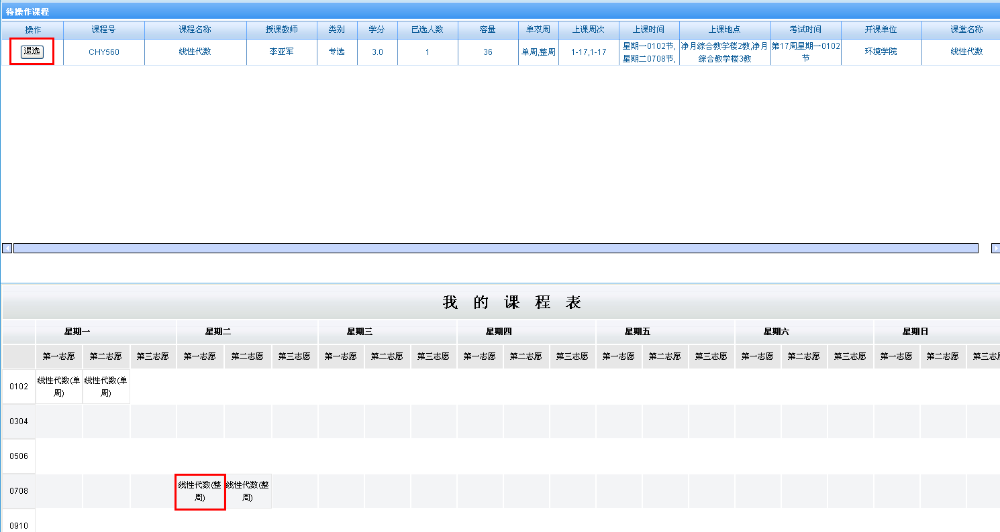 待操作课程
操作 课程号 课程名称 授课教师 类别 学分 已选人数 容量 单双周 上课周次 上课时间 上课地点 考试时间 开课单位 课堂名称
退选 CHY560 线性代数 李亚军 专选 3.0 1 36 单周,整周 1-17,1-17 星期一0102节,星期二0708节, 净月综合教学楼2教,净月综合教学楼3教 第17周星期一0102节 环境学院 线性代数
我的课程表
星期一 星期二 星期三 星期四 星期五 星期六 星期日
第一志愿 第二志愿 第三志愿 第一志愿 第二志愿 第三志愿 第一志愿 第二志愿 第三志愿 第一志愿 第二志愿 第三志愿 第一志愿 第二志愿 第三志愿 第一志愿 第二志愿 第三志愿 第一志愿 第二志愿 第三志愿
0102 线性代数(单周) 线性代数(单周)
0304
0506
0708 线性代数(整周) 线性代数(整周)
0910